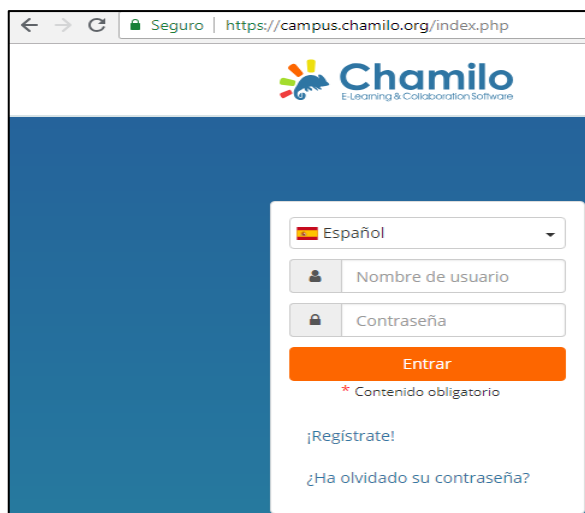 Seguro | https://campus.chamilo.org/index.php
Chamilo
E-Learning & Collaboration Software
Español
Nombre de usuario
Contraseña
Entrar
* Contenido obligatorio
¡Regístrate!
¿Ha olvidado su contraseña?